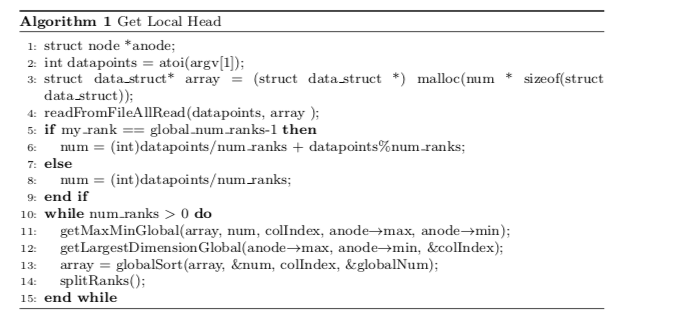 Algorithm 1 Get Local Head
1: struct node *anode;
2: int datapoints = atoi(argv[1]);
3: struct data_struct* array = (struct data_struct *) malloc(num * sizeof(struct
data_struct));
4: readFromFileAllRead(datapoints, array );
5: if my_rank == global_num_ranks-1 then
6: num = (int)datapoints/num_ranks + datapoints%num_ranks;
7: else
8: num = (int)datapoints/num_ranks;
9: end if
10: while num_ranks > 0 do
11: getMaxMinGlobal(array, num, colIndex, anode→max, anode→min);
12: getLargestDimensionGlobal(anode→max, anode→min, &colIndex);
13: array = globalSort(array, &num, colIndex, &globalNum);
14: splitRanks();
15: end while